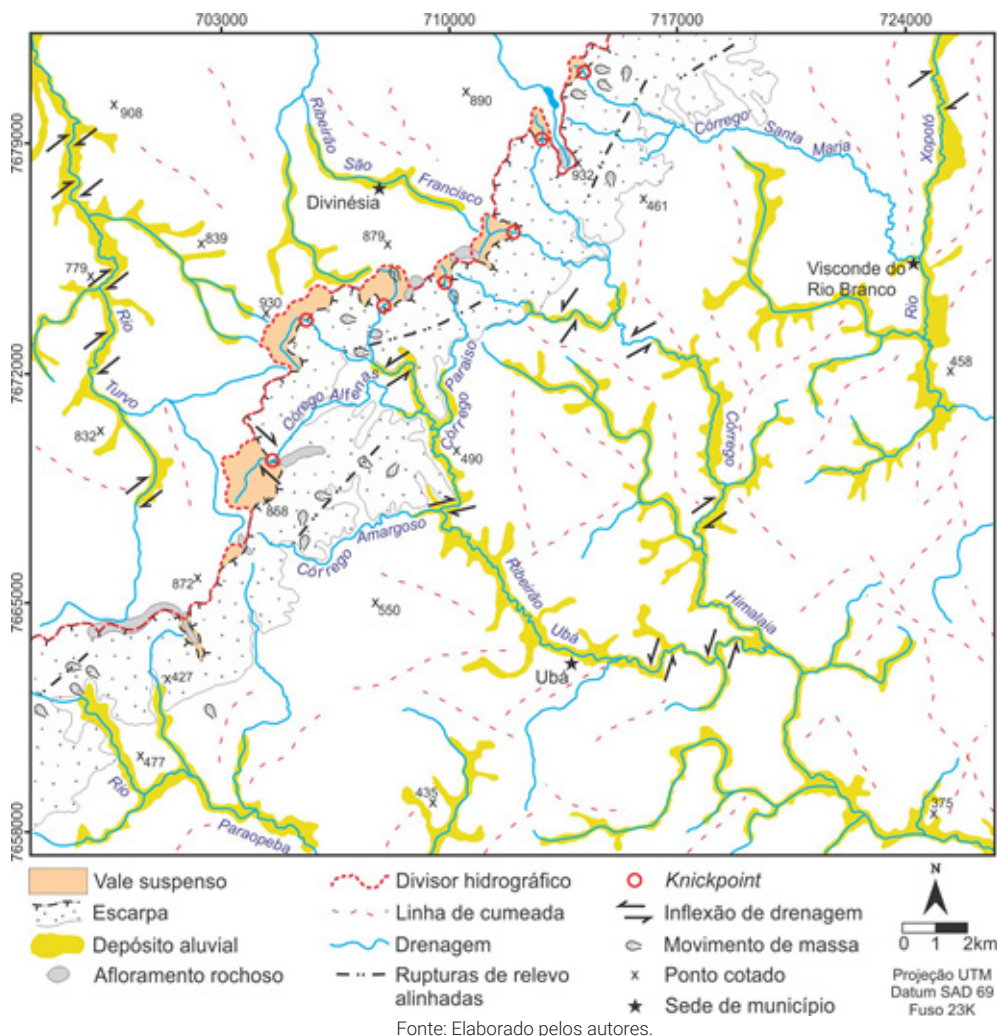 703000 710000 717000 724000
7679000
7672000
7665000
7658000
908
890
Ribeirão São Francisco
Divinésia
932
Córrego Santa Maria
Xopotó
461
839
879
779
930
Visconde do
Rio Branco
Rio
Rio
Turvo
458
832
Córrego Alfenas
Córrego Paraíso
490
Córrego
868
Córrego Amargoso
872
550
Ribeirão Ubá
Himalaia
Ubá
427
477
Rio Paraopeba
435
375
Vale suspenso
Escarpa
Depósito aluvial
Afloramento rochoso
Divisor hidrográfico
Linha de cumeada
Drenagem
Rupturas de relevo
alinhadas
Knickpoint
Inflexão de drenagem
Movimento de massa
Ponto cotado
Sede de município
N
0 1 2km
Projeção UTM
Datum SAD 69
Fuso 23K
Fonte: Elaborado pelos autores.